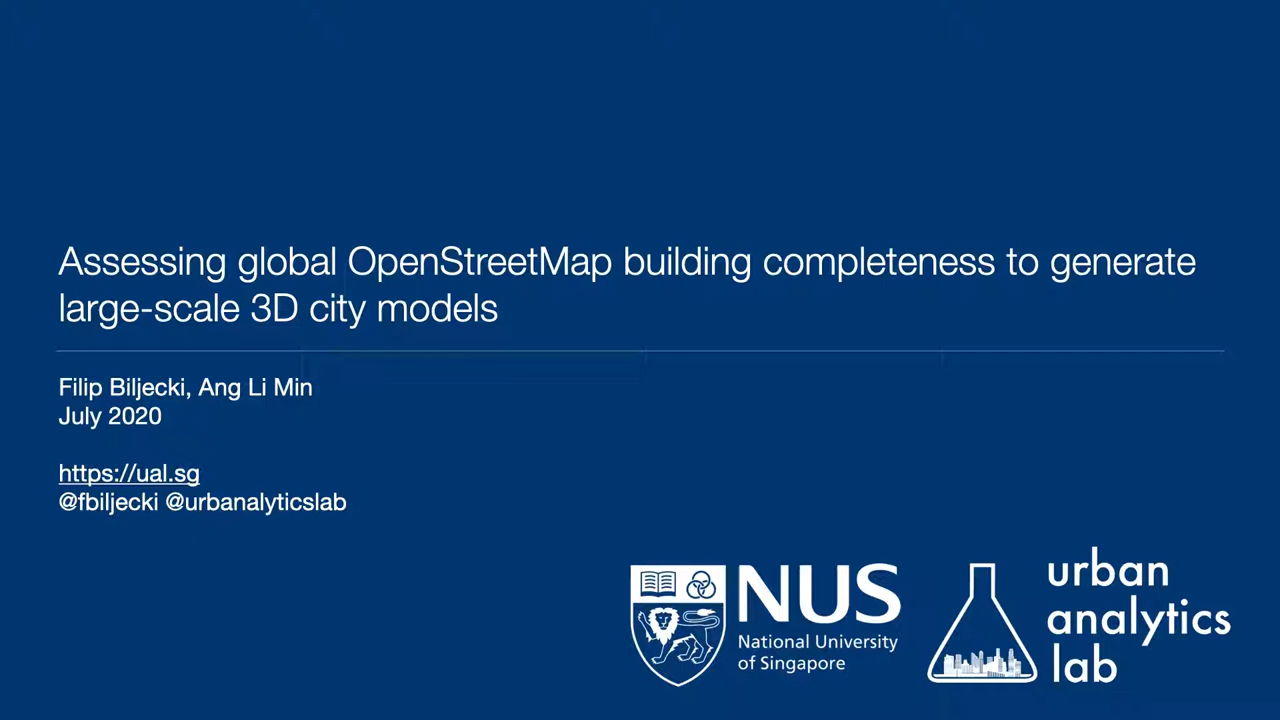 Assessing global OpenStreetMap building completeness to generate
large-scale 3D city models
Filip Biljecki, Ang Li Min
July 2020
https://ual.sg
@fbiljecki @urbanalyticslab
NUS
National University
of Singapore
urban
analytics
lab